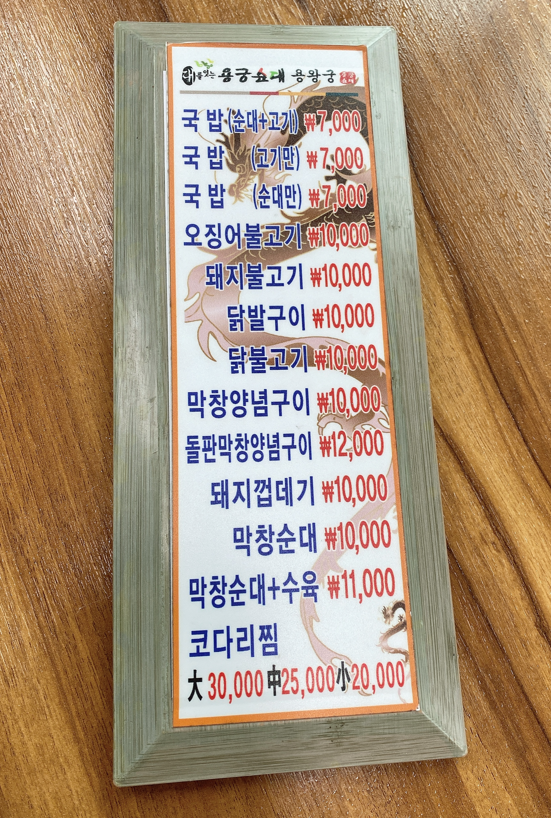 맛있는 용궁순대 용왕궁
국밥 (순대+고기) ₩7,000
국밥 (고기만) ₩7,000
국밥 (순대만) ₩7,000
오징어불고기 ₩10,000
돼지불고기 ₩10,000
닭발구이 ₩10,000
닭불고기 ₩10,000
막창양념구이 ₩10,000
돌판막창양념구이 ₩12,000
돼지껍데기 ₩10,000
막창순대 ₩10,000
막창순대+수육 ₩11,000
코다리찜
大 30,000 中 25,000 小 20,000